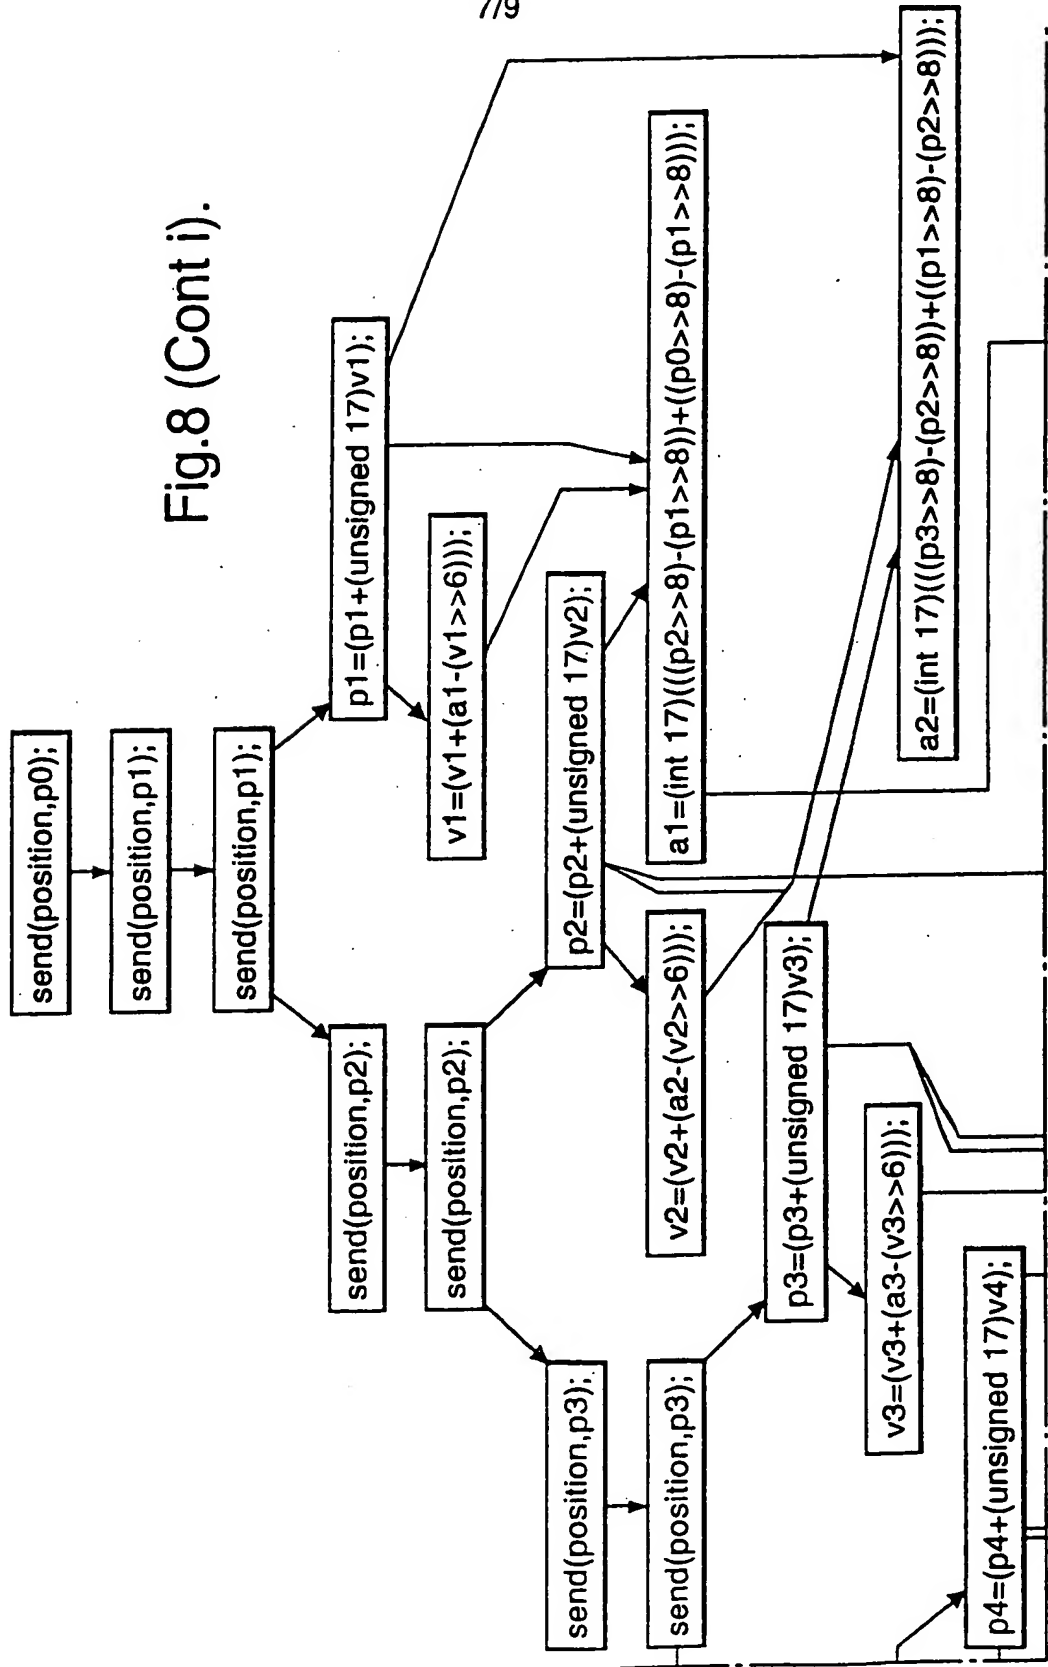 7/9
Fig.8 (Cont i).
send(position,p0);
send(position,p1);
send(position,p1);
send(position,p2);
p1=(p1+(unsigned 17)v1);
send(position,p2);
v1=(v1+(a1-(v1>>6)));
send(position,p3);
p2=(p2+(unsigned 17)v2);
send(position,p3);
v2=(v2+(a2-(v2>>6)));
a1=(int 17)(((p2>>8)-(p1>>8))+((p0>>8)-(p1>>8)));
p3=(p3+(unsigned 17)v3);
v3=(v3+(a3-(v3>>6)));
a2=(int 17)(((p3>>8)-(p2>>8))+((p1>>8)-(p2>>8)));
p4=(p4+(unsigned 17)v4);